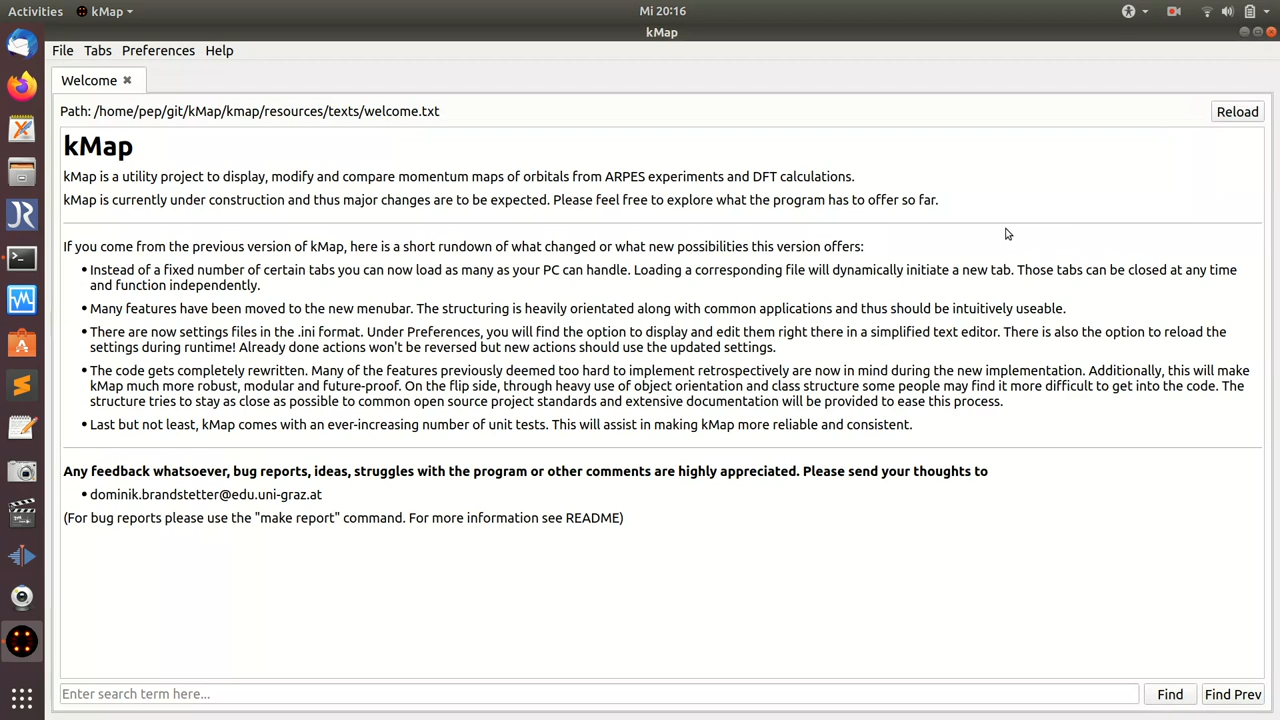 Activities kMap Mi 20:16
kMap
File Tabs Preferences Help
Welcome
Path: /home/pep/git/kMap/kmap/resources/texts/welcome.txt Reload
kMap
kMap is a utility project to display, modify and compare momentum maps of orbitals from ARPES experiments and DFT calculations.
kMap is currently under construction and thus major changes are to be expected. Please feel free to explore what the program has to offer so far.
If you come from the previous version of kMap, here is a short rundown of what changed or what new possibilities this version offers:
• Instead of a fixed number of certain tabs you can now load as many as your PC can handle. Loading a corresponding file will dynamically initiate a new tab. Those tabs can be closed at any time
and function independently.
• Many features have been moved to the new menubar. The structuring is heavily orientated along with common applications and thus should be intuitively useable.
• There are now settings files in the .ini format. Under Preferences, you will find the option to display and edit them right there in a simplified text editor. There is also the option to reload the
settings during runtime! Already done actions won't be reversed but new actions should use the updated settings.
• The code gets completely rewritten. Many of the features previously deemed too hard to implement retrospectively are now in mind during the new implementation. Additionally, this will make
kMap much more robust, modular and future-proof. On the flip side, through heavy use of object orientation and class structure some people may find it more difficult to get into the code. The
structure tries to stay as close as possible to common open source project standards and extensive documentation will be provided to ease this process.
• Last but not least, kMap comes with an ever-increasing number of unit tests. This will assist in making kMap more reliable and consistent.
Any feedback whatsoever, bug reports, ideas, struggles with the program or other comments are highly appreciated. Please send your thoughts to
• dominik.brandstetter@edu.uni-graz.at
(For bug reports please use the "make report" command. For more information see README)
Enter search term here... Find Find Prev